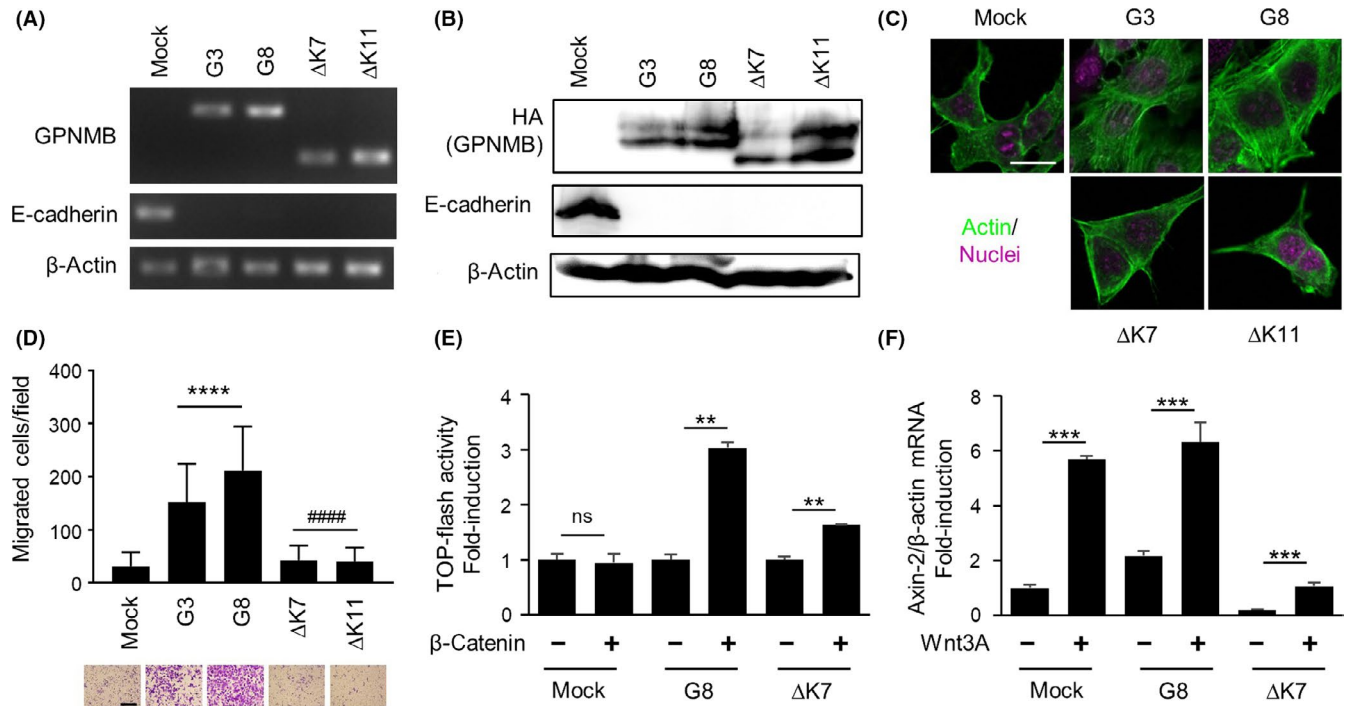 (A)
Mock
G3
G8
ΔK7
ΔK11
GPNMB
E-cadherin
β-Actin
(B)
Mock
G3
G8
ΔK7
ΔK11
HA
(GPNMB)
E-cadherin
β-Actin
(C)
Mock
G3
G8
Actin/
Nuclei
ΔK7
ΔK11
(D)
Migrated cells/field
400
300
200
100
0
****
####
Mock
G3
G8
ΔK7
ΔK11
(E)
TOP-flash activity
Fold-induction
4
3
2
1
0
ns
**
**
β-Catenin − + − + − +
Mock G8 ΔK7
(F)
Axin-2/β-actin mRNA
Fold-induction
8
6
4
2
0
***
***
***
Wnt3A − + − + − +
Mock G8 ΔK7